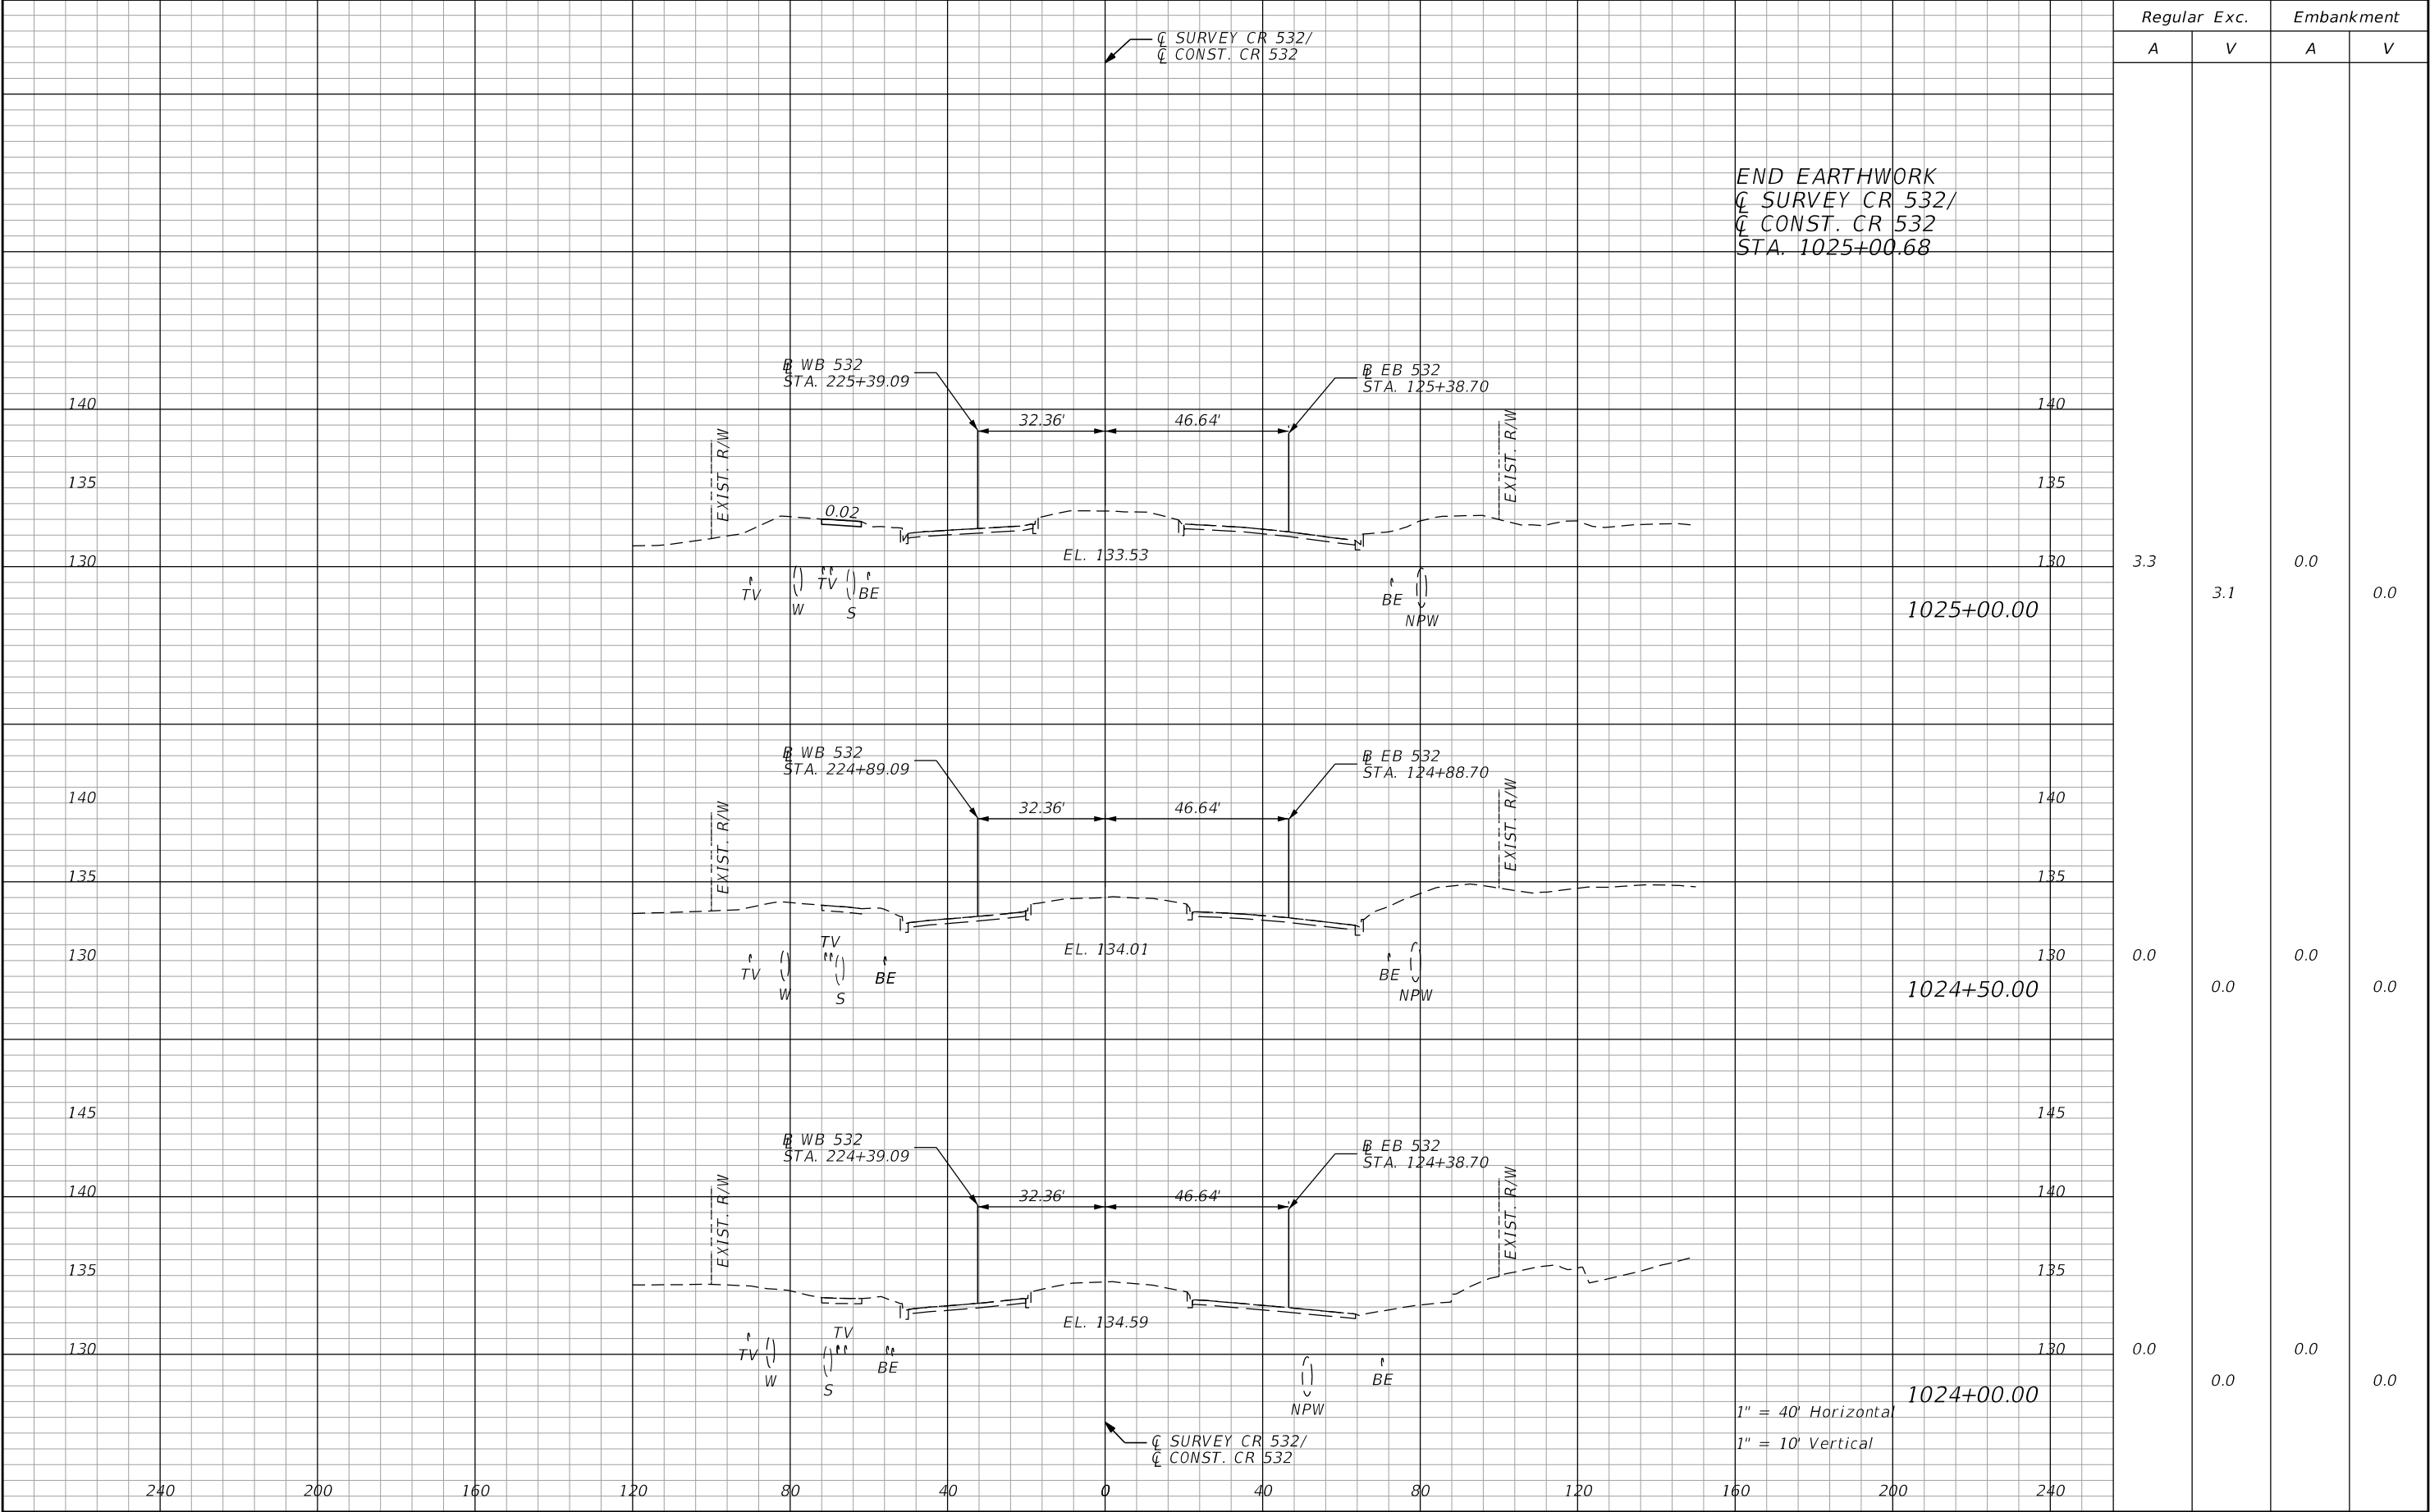 Regular Exc. Embankment
A V A V
℄ SURVEY CR 532/
℄ CONST. CR 532
END EARTHWORK
℄ SURVEY CR 532/
℄ CONST. CR 532
STA. 1025+00.68
BL WB 532
STA. 225+39.09
BL EB 532
STA. 125+38.70
140 140
32.36' 46.64'
EXIST. R/W EXIST. R/W
135 135
0.02
EL. 133.53
130 130 3.3 0.0
TV W TV S BE BE NPW
3.1 0.0
1025+00.00
BL WB 532
STA. 224+89.09
BL EB 532
STA. 124+88.70
140 140
32.36' 46.64'
EXIST. R/W EXIST. R/W
135 135
EL. 134.01
130 130 0.0 0.0
TV W TV S BE BE NPW
0.0 0.0
1024+50.00
145 145
BL WB 532
STA. 224+39.09
BL EB 532
STA. 124+38.70
140 140
32.36' 46.64'
EXIST. R/W EXIST. R/W
135 135
EL. 134.59
130 130 0.0 0.0
TV W TV S BE NPW BE
0.0 0.0
1024+00.00
1" = 40' Horizontal
1" = 10' Vertical
℄ SURVEY CR 532/
℄ CONST. CR 532
240 200 160 120 80 40 0 40 80 120 160 200 240